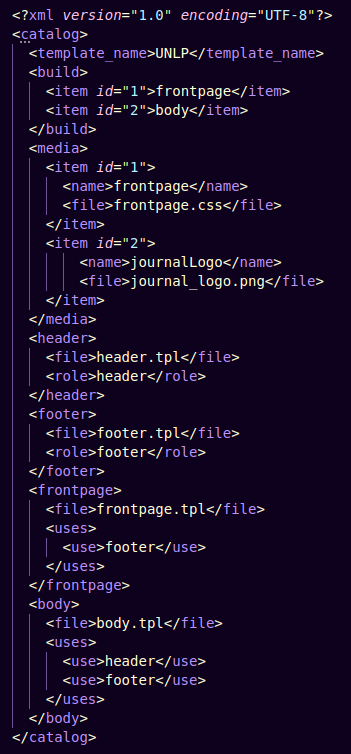 <?xml version="1.0" encoding="UTF-8"?>
<catalog>
  <template_name>UNLP</template_name>
  <build>
    <item id="1">frontpage</item>
    <item id="2">body</item>
  </build>
  <media>
    <item id="1">
      <name>frontpage</name>
      <file>frontpage.css</file>
    </item>
    <item id="2">
        <name>journalLogo</name>
        <file>journal_logo.png</file>
    </item>
  </media>
  <header>
    <file>header.tpl</file>
    <role>header</role>
  </header>
  <footer>
    <file>footer.tpl</file>
    <role>footer</role>
  </footer>
  <frontpage>
    <file>frontpage.tpl</file>
    <uses>
      <use>footer</use>
    </uses>
  </frontpage>
  <body>
    <file>body.tpl</file>
    <uses>
      <use>header</use>
      <use>footer</use>
    </uses>
  </body>
</catalog>